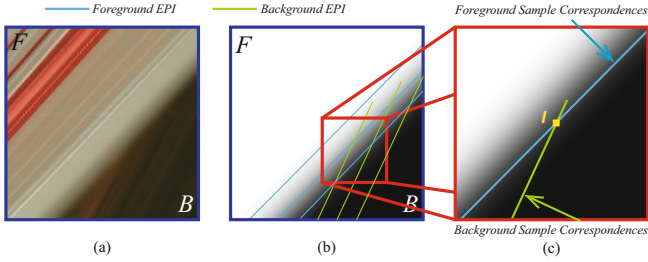 Foreground EPI
Background EPI
Foreground Sample Correspondences
F
B
F
B
I
Background Sample Correspondences
(a)
(b)
(c)